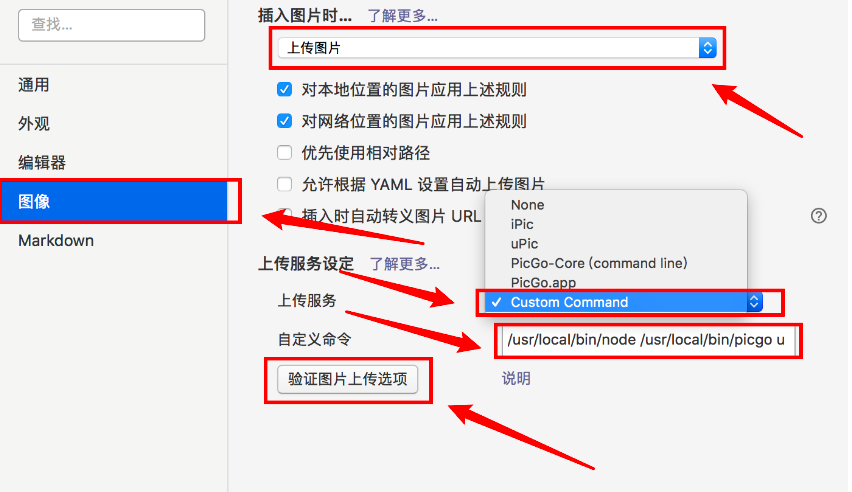 查找...
通用
外观
编辑器
图像
Markdown
插入图片时... 了解更多...
上传图片
对本地位置的图片应用上述规则
对网络位置的图片应用上述规则
优先使用相对路径
允许根据 YAML 设置自动上传图片
插入时自动转义图片 URL
上传服务设定 了解更多...
上传服务
None
iPic
uPic
PicGo-Core (command line)
PicGo.app
Custom Command
自定义命令 /usr/local/bin/node /usr/local/bin/picgo u
验证图片上传选项 说明